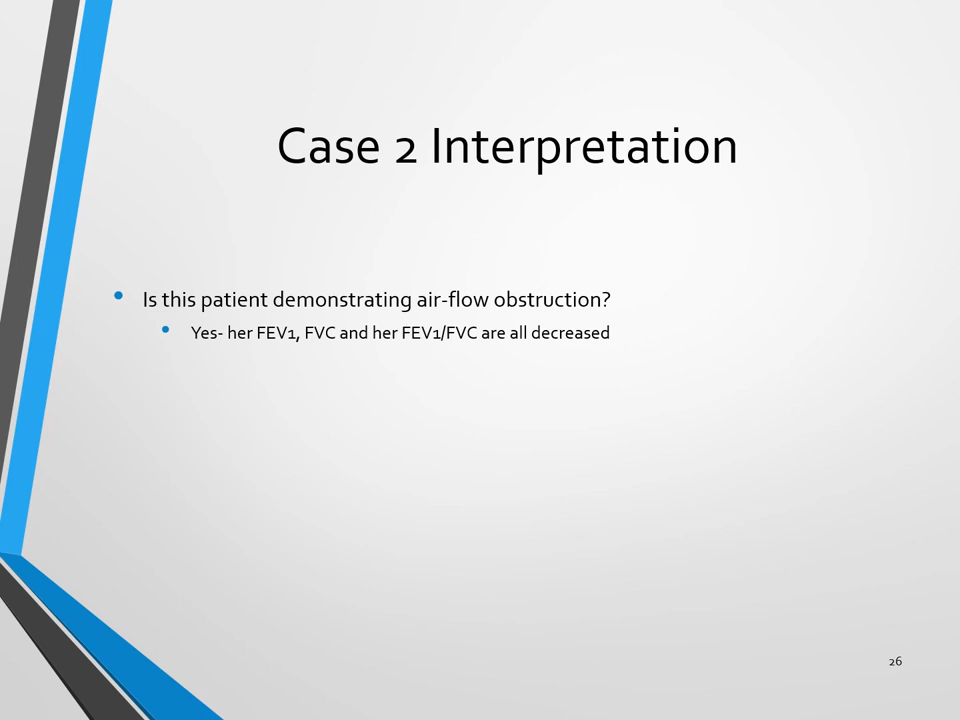 Case 2 Interpretation
• Is this patient demonstrating air-flow obstruction?
• Yes- her FEV1, FVC and her FEV1/FVC are all decreased
26